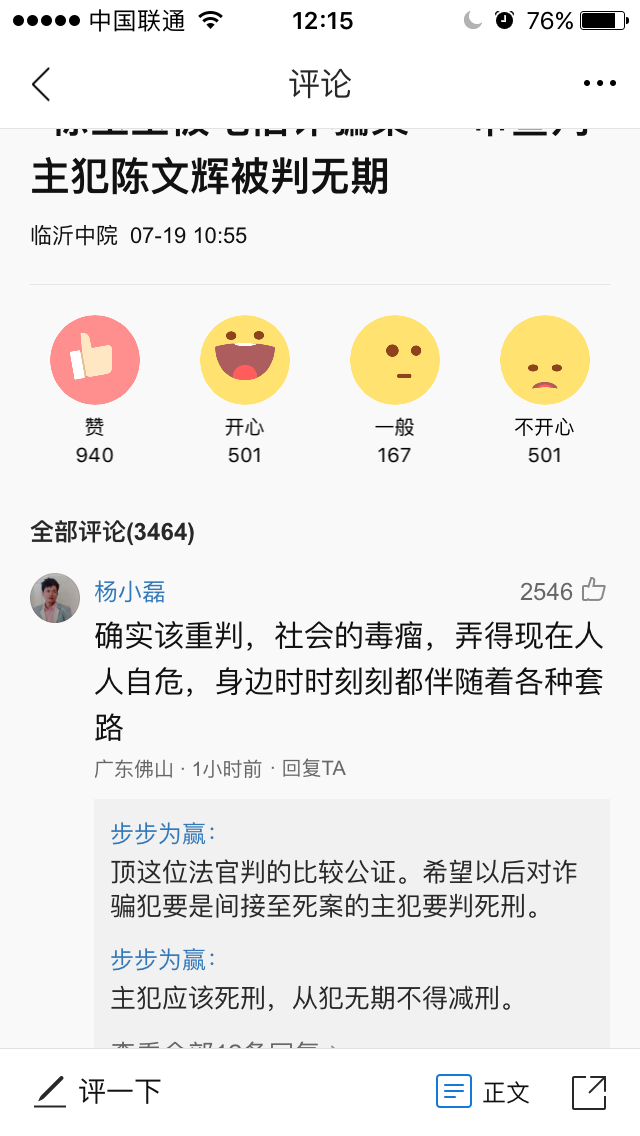 中国联通 12:15 76%
评论
主犯陈文辉被判无期
临沂中院 07-19 10:55
赞 开心 一般 不开心
940 501 167 501
全部评论(3464)
杨小磊 2546
确实该重判，社会的毒瘤，弄得现在人
人自危，身边时时刻刻都伴随着各种套
路
广东佛山 · 1小时前 · 回复TA
步步为赢：
顶这位法官判的比较公证。希望以后对诈
骗犯要是间接至死案的主犯要判死刑。
步步为赢：
主犯应该死刑，从犯无期不得减刑。
评一下 正文